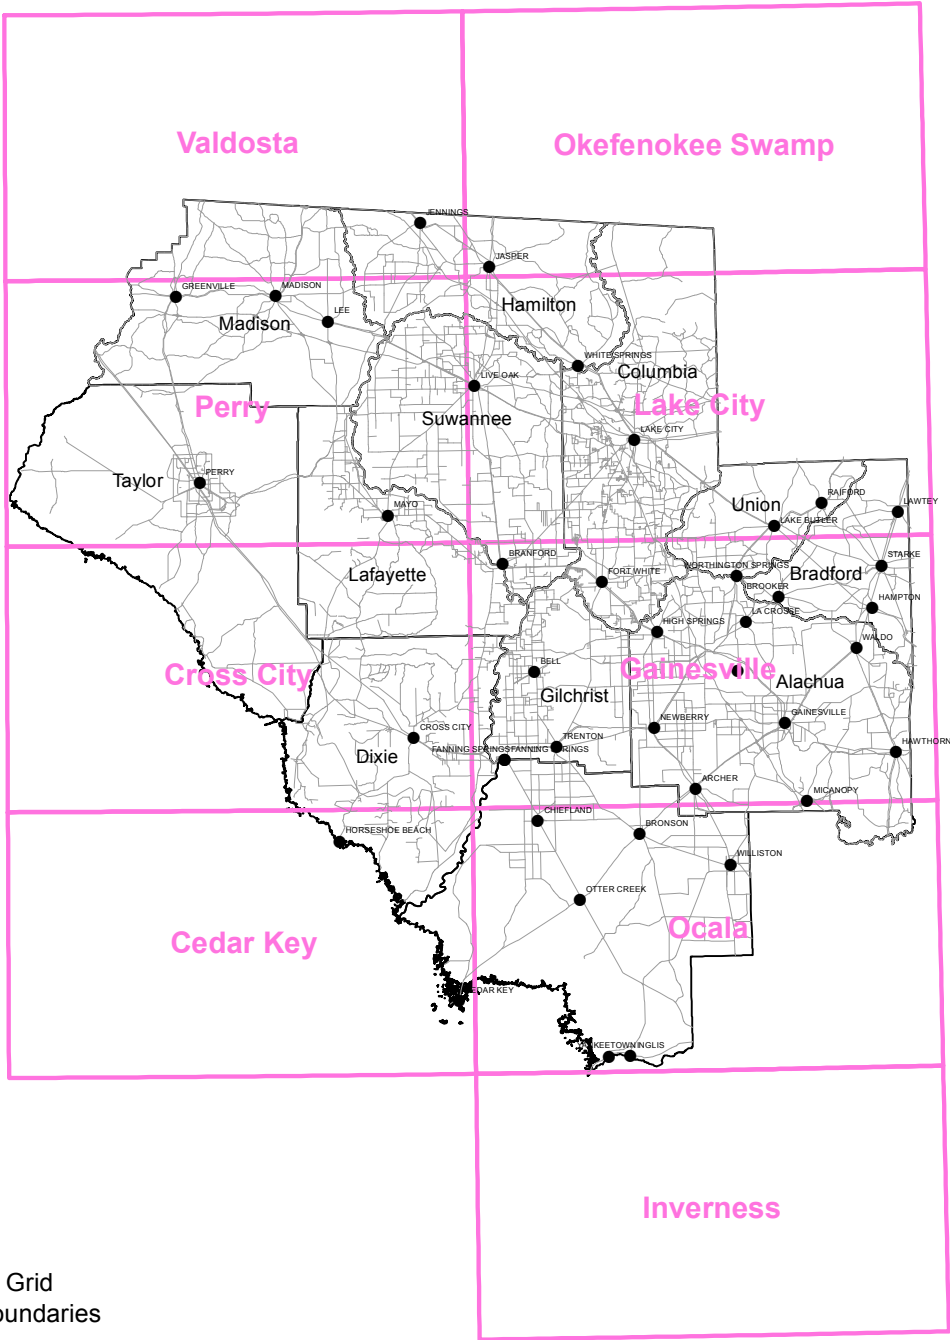 Valdosta
Okefenokee Swamp
JENNINGS
JASPER
GREENVILLE
MADISON
Hamilton
LEE
Madison
WHITE SPRINGS
Columbia
LIVE OAK
Perry
Lake City
Suwannee
LAKE CITY
PERRY
Taylor
RAIFORD
MAYO
Union
LAWTEY
LAKE BUTLER
BRANFORD
STARKE
WORTHINGTON SPRINGS
Lafayette
FORT WHITE
Bradford
BROOKER
HAMPTON
LA CROSSE
HIGH SPRINGS
WALDO
BELL
Gainesville
Cross City
Alachua
Gilchrist
GAINESVILLE
NEWBERRY
CROSS CITY
TRENTON
HAWTHORN
FANNING SPRINGS
Dixie
ARCHER
MICANOPY
CHIEFLAND
BRONSON
HORSESHOE BEACH
WILLISTON
OTTER CREEK
Ocala
Cedar Key
EDAR KEY
INGLIS
Inverness
Grid
oundaries